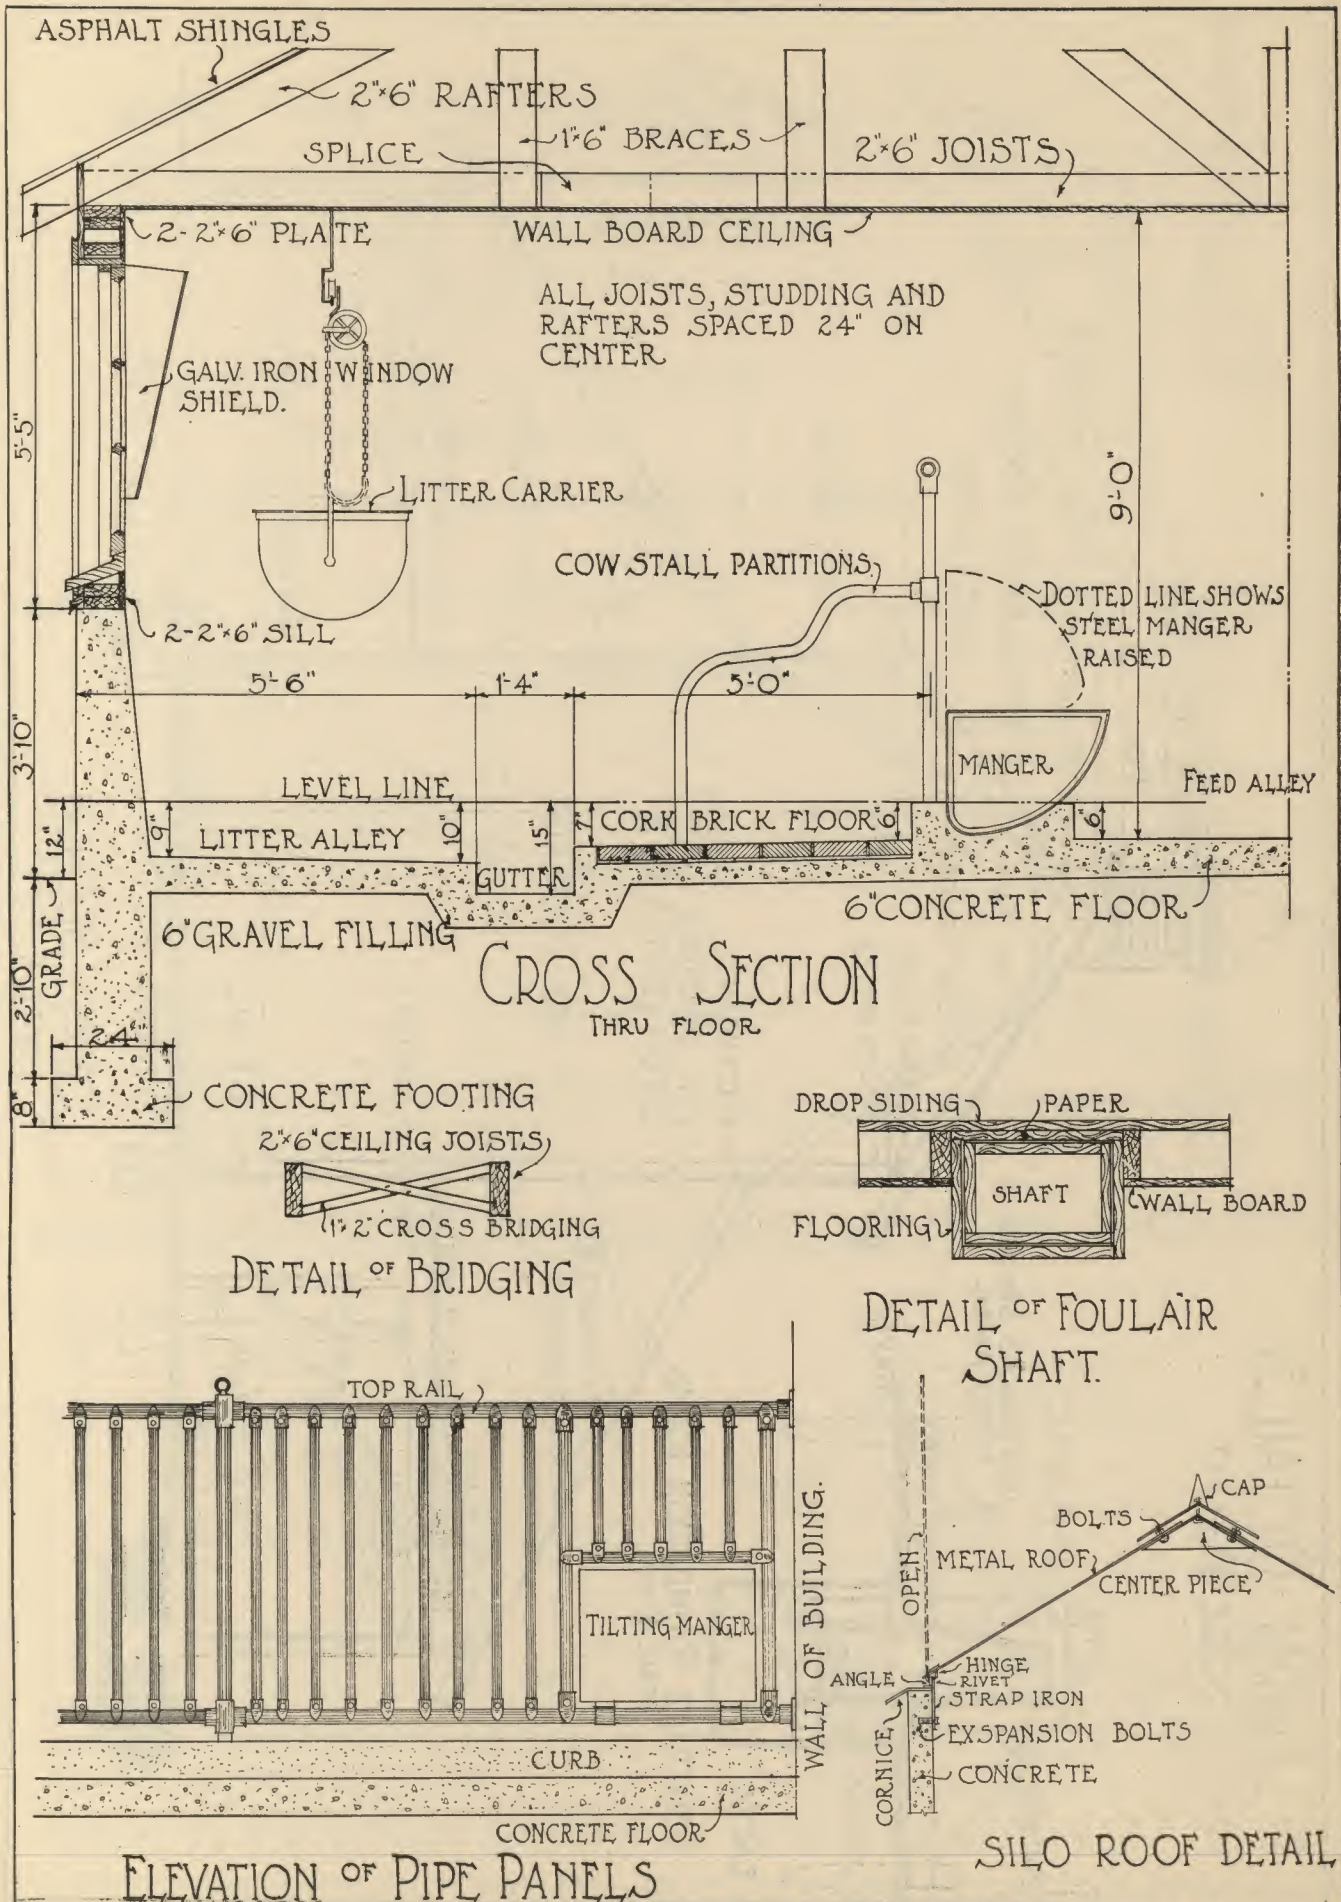 ASPHALT SHINGLES
2"×6" RAFTERS
1"×6" BRACES
SPLICE
2"×6" JOISTS
2-2"×6" PLATE
WALL BOARD CEILING
ALL JOISTS, STUDDING AND
RAFTERS SPACED 24" ON
CENTER
GALV. IRON WINDOW
SHIELD.
5'-5"
LITTER CARRIER
9'-0"
COW STALL PARTITIONS
DOTTED LINE SHOWS
STEEL MANGER
RAISED
2-2"×6" SILL
5'-6"
1'-4"
5'-0"
3'-10"
MANGER
FEED ALLEY
LEVEL LINE
12"
9"
LITTER ALLEY
10"
15"
7"
CORK BRICK FLOOR
6"
6"
GUTTER
6" CONCRETE FLOOR
GRADE
6" GRAVEL FILLING
2'-10"
CROSS SECTION
THRU FLOOR
24"
8"
CONCRETE FOOTING
2"×6" CEILING JOISTS
1"×2" CROSS BRIDGING
DETAIL OF BRIDGING
DROP SIDING
PAPER
SHAFT
WALL BOARD
FLOORING
DETAIL OF FOULAIR
SHAFT.
TOP RAIL
TILTING MANGER
WALL OF BUILDING.
CURB
CONCRETE FLOOR
ELEVATION OF PIPE PANELS
CAP
BOLTS
OPEN
METAL ROOF
CENTER PIECE
ANGLE
HINGE
RIVET
STRAP IRON
EXSPANSION BOLTS
CORNICE
CONCRETE
SILO ROOF DETAIL